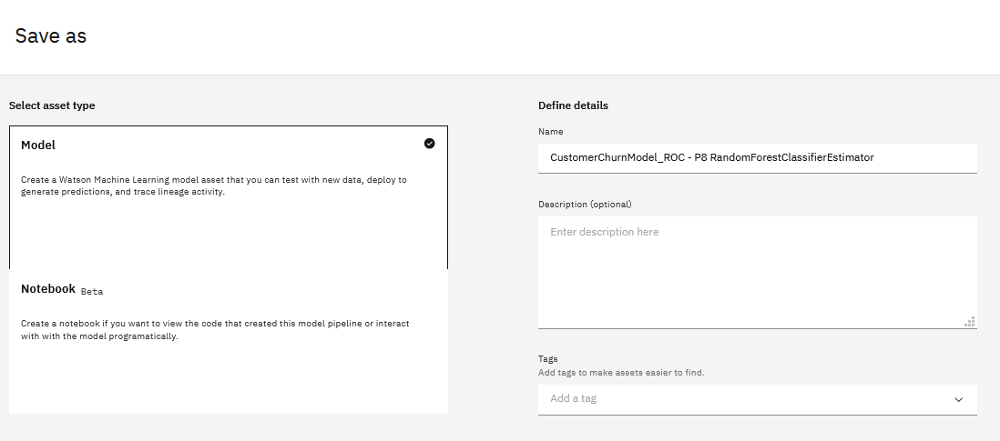 Save as
Select asset type
Model
Create a Watson Machine Learning model asset that you can test with new data, deploy to
generate predictions, and trace lineage activity.
Notebook Beta
Create a notebook if you want to view the code that created this model pipeline or interact
with with the model programatically.
Define details
Name
CustomerChurnModel_ROC - P8 RandomForestClassifierEstimator
Description (optional)
Enter description here
Tags
Add tags to make assets easier to find.
Add a tag